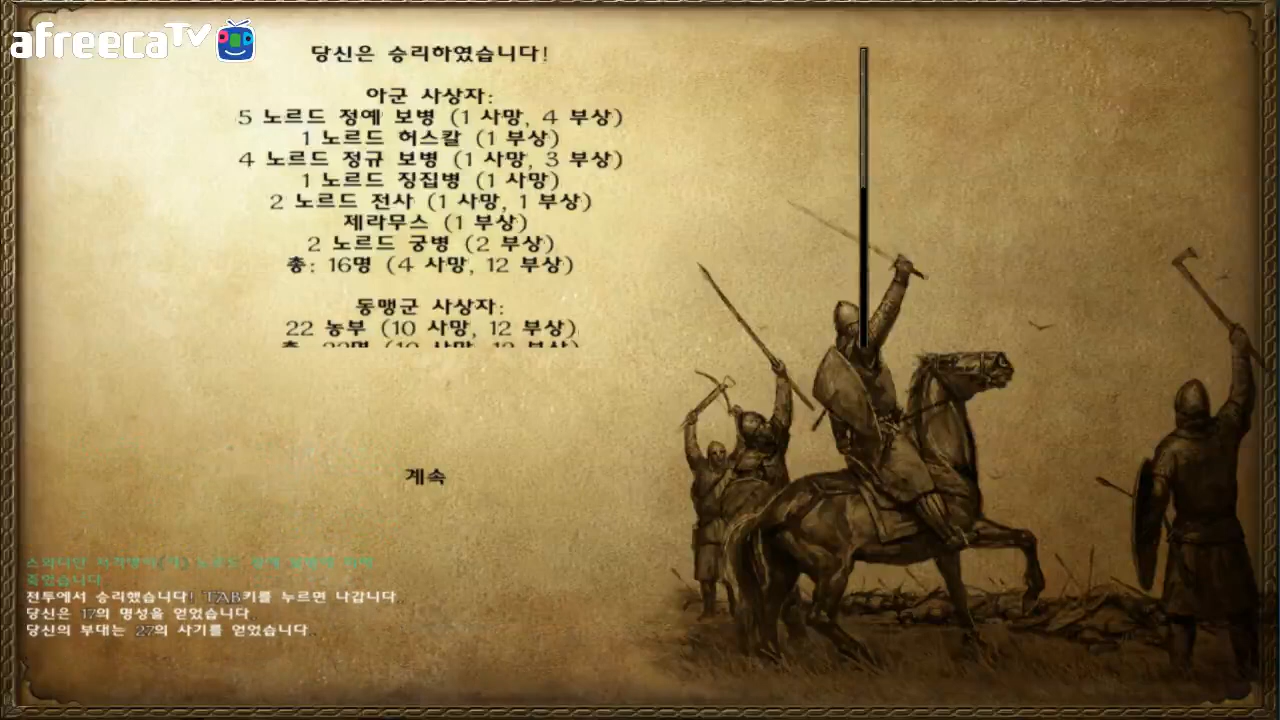 afreecaTV
당신은 승리하였습니다!
아군 사상자:
5 노르드 정예 보병 (1 사망, 4 부상)
1 노르드 허스칼 (1 부상)
4 노르드 정규 보병 (1 사망, 3 부상)
1 노르드 징집병 (1 사망)
2 노르드 전사 (1 사망, 1 부상)
제라무스 (1 부상)
2 노르드 궁병 (2 부상)
총: 16명 (4 사망, 12 부상)
동맹군 사상자:
22 농부 (10 사망, 12 부상)
계속
죽었습니다
전투에서 승리했습니다! TAB키를 누르면 나갑니다.
당신은 17의 명성을 얻었습니다.
당신의 부대는 27의 사기를 얻었습니다.